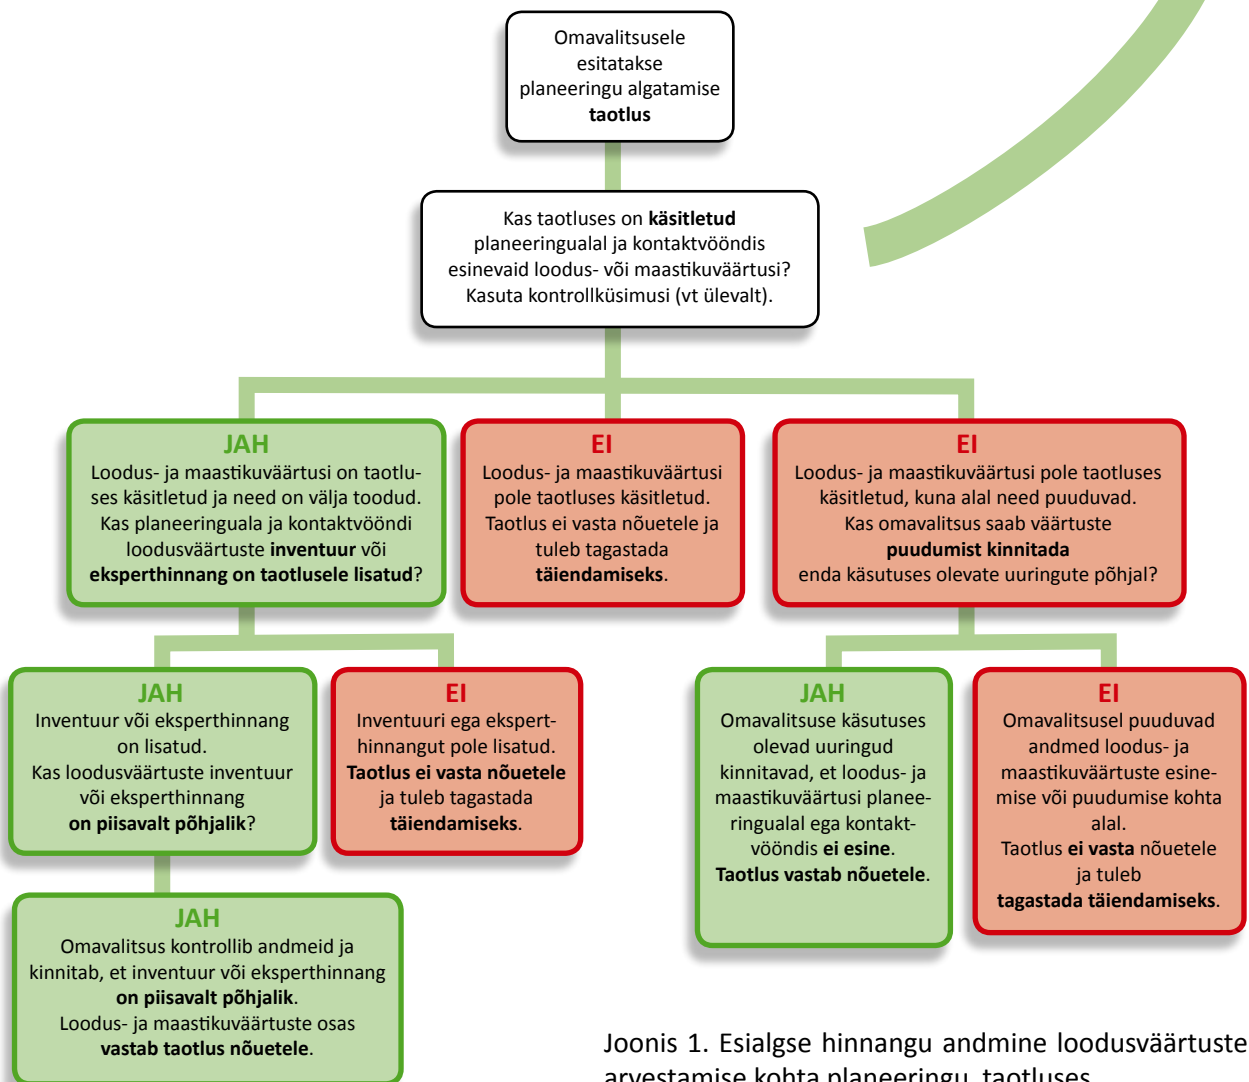 Omavalitsusele
esitatakse
planeeringu algatamise
taotlus
Kas taotluses on käsitletud
planeeringualal ja kontaktvööndis
esinevaid loodus- või maastikuväärtusi?
Kasuta kontrollküsimusi (vt ülevalt).
JAH
Loodus- ja maastikuväärtusi on taotlu-
ses käsitletud ja need on välja toodud.
Kas planeeringuala ja kontaktvööndi
loodusväärtuste inventuur või
eksperthinnang on taotlusele lisatud?
EI
Loodus- ja maastikuväärtusi
pole taotluses käsitletud.
Taotlus ei vasta nõuetele ja
tuleb tagastada
täiendamiseks.
EI
Loodus- ja maastikuväärtusi pole taotluses
käsitletud, kuna alal need puuduvad.
Kas omavalitsus saab väärtuste
puudumist kinnitada
enda käsutuses olevate uuringute põhjal?
JAH
Inventuur või eksperthinnang
on lisatud.
Kas loodusväärtuste inventuur
või eksperthinnang
on piisavalt põhjalik?
EI
Inventuuri ega ekspert-
hinnangut pole lisatud.
Taotlus ei vasta nõuetele
ja tuleb tagastada
täiendamiseks.
JAH
Omavalitsuse käsutuses
olevad uuringud
kinnitavad, et loodus- ja
maastikuväärtusi planee-
ringualal ega kontakt-
vööndis ei esine.
Taotlus vastab nõuetele.
EI
Omavalitsusel puuduvad
andmed loodus- ja
maastikuväärtuste esine-
mise või puudumise kohta
alal.
Taotlus ei vasta nõuetele
ja tuleb
tagastada täiendamiseks.
JAH
Omavalitsus kontrollib andmeid ja
kinnitab, et inventuur või eksperthinnang
on piisavalt põhjalik.
Loodus- ja maastikuväärtuste osas
vastab taotlus nõuetele.
Joonis 1. Esialgse hinnangu andmine loodusväärtuste
arvestamise kohta planeeringu taotluses